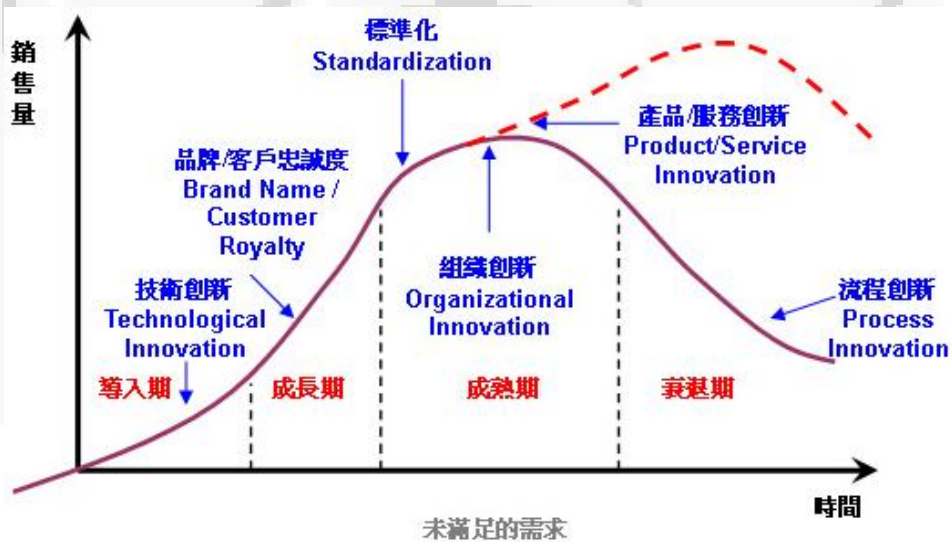 銷
售
量
標準化
Standardization
產品/服務創新
Product/Service
Innovation
品牌/客戶忠誠度
Brand Name /
Customer
Royalty
組織創新
Organizational
Innovation
技術創新
Technological
Innovation
流程創新
Process
Innovation
導入期
成長期
成熟期
衰退期
時間
未滿足的需求